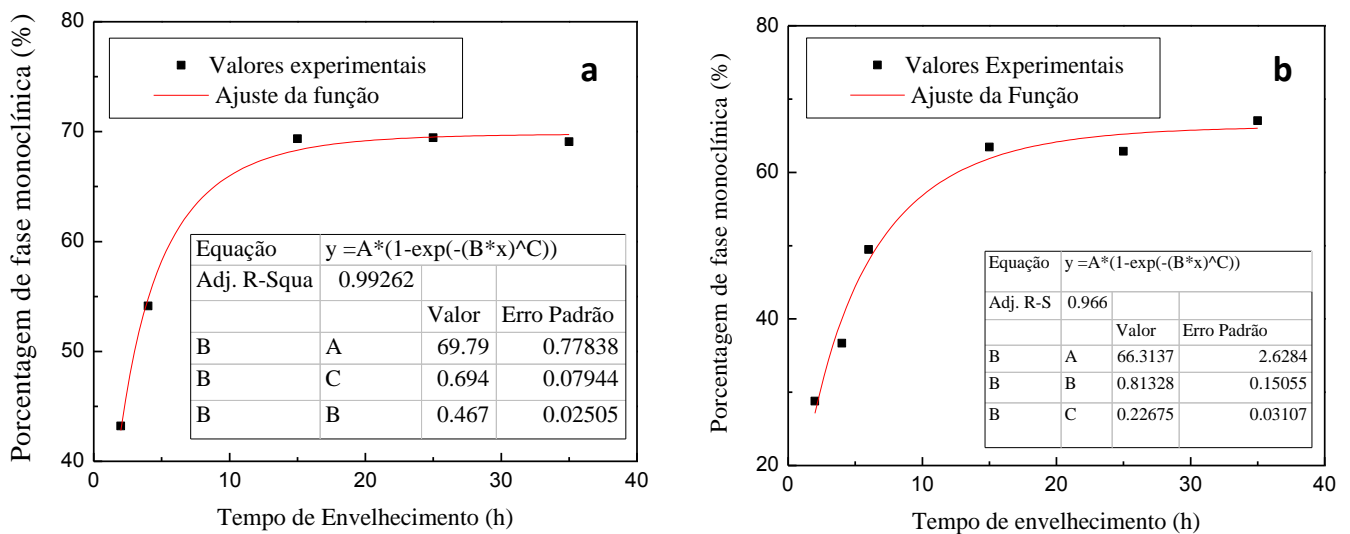 Porcentagem de fase monoclínica (%)
80
70
60
50
40
0
10
20
30
40
Tempo de Envelhecimento (h)
Valores experimentais
Ajuste da função
a
Equação y =A*(1-exp(-(B*x)^C))
Adj. R-Squa 0.99262
Valor Erro Padrão
B A 69.79 0.77838
B C 0.694 0.07944
B B 0.467 0.02505
Porcentagem de fase monoclínica (%)
80
60
40
20
0
10
20
30
40
Tempo de envelhecimento (h)
Valores Experimentais
Ajuste da Função
b
Equação y =A*(1-exp(-(B*x)^C))
Adj. R-S 0.966
Valor Erro Padrão
B A 66.3137 2.6284
B B 0.81328 0.15055
B C 0.22675 0.03107